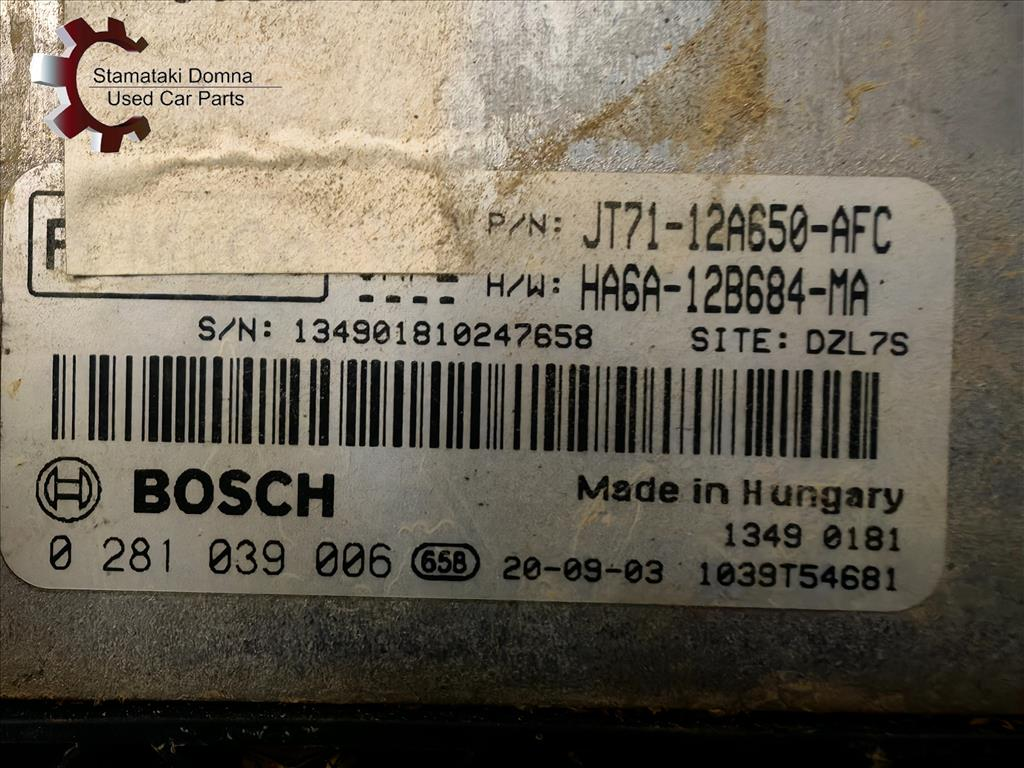 Stamataki Domna
Used Car Parts
P/N: JT71-12A650-AFC
H/W: HA6A-12B684-MA
S/N: 134901810247658
SITE: DZL7S
BOSCH
Made in Hungary
1349 0181
0 281 039 006 658 20-09-03 1039T54681